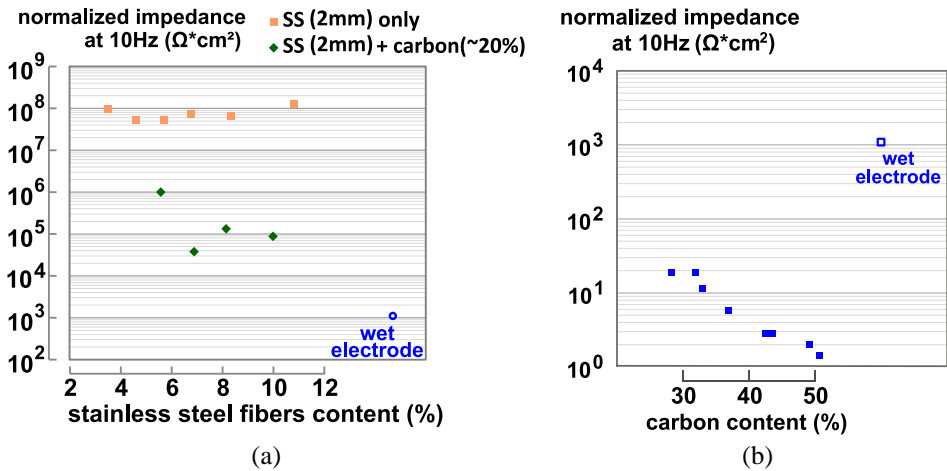 normalized impedance
at 10Hz (Ω*cm²)
SS (2mm) only
SS (2mm) + carbon(~20%)
10⁹
10⁸
10⁷
10⁶
10⁵
10⁴
10³
10²
wet
electrode
2 4 6 8 10 12
stainless steel fibers content (%)
(a)
normalized impedance
at 10Hz (Ω*cm²)
10⁴
10³
10²
10¹
10⁰
wet
electrode
30 40 50
carbon content (%)
(b)